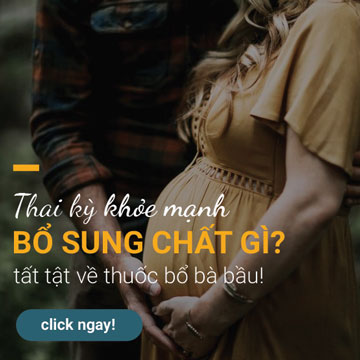 Thai kỳ khỏe mạnh
BỔ SUNG CHẤT GÌ?
tất tật về thuốc bổ bà bầu!
click ngay!